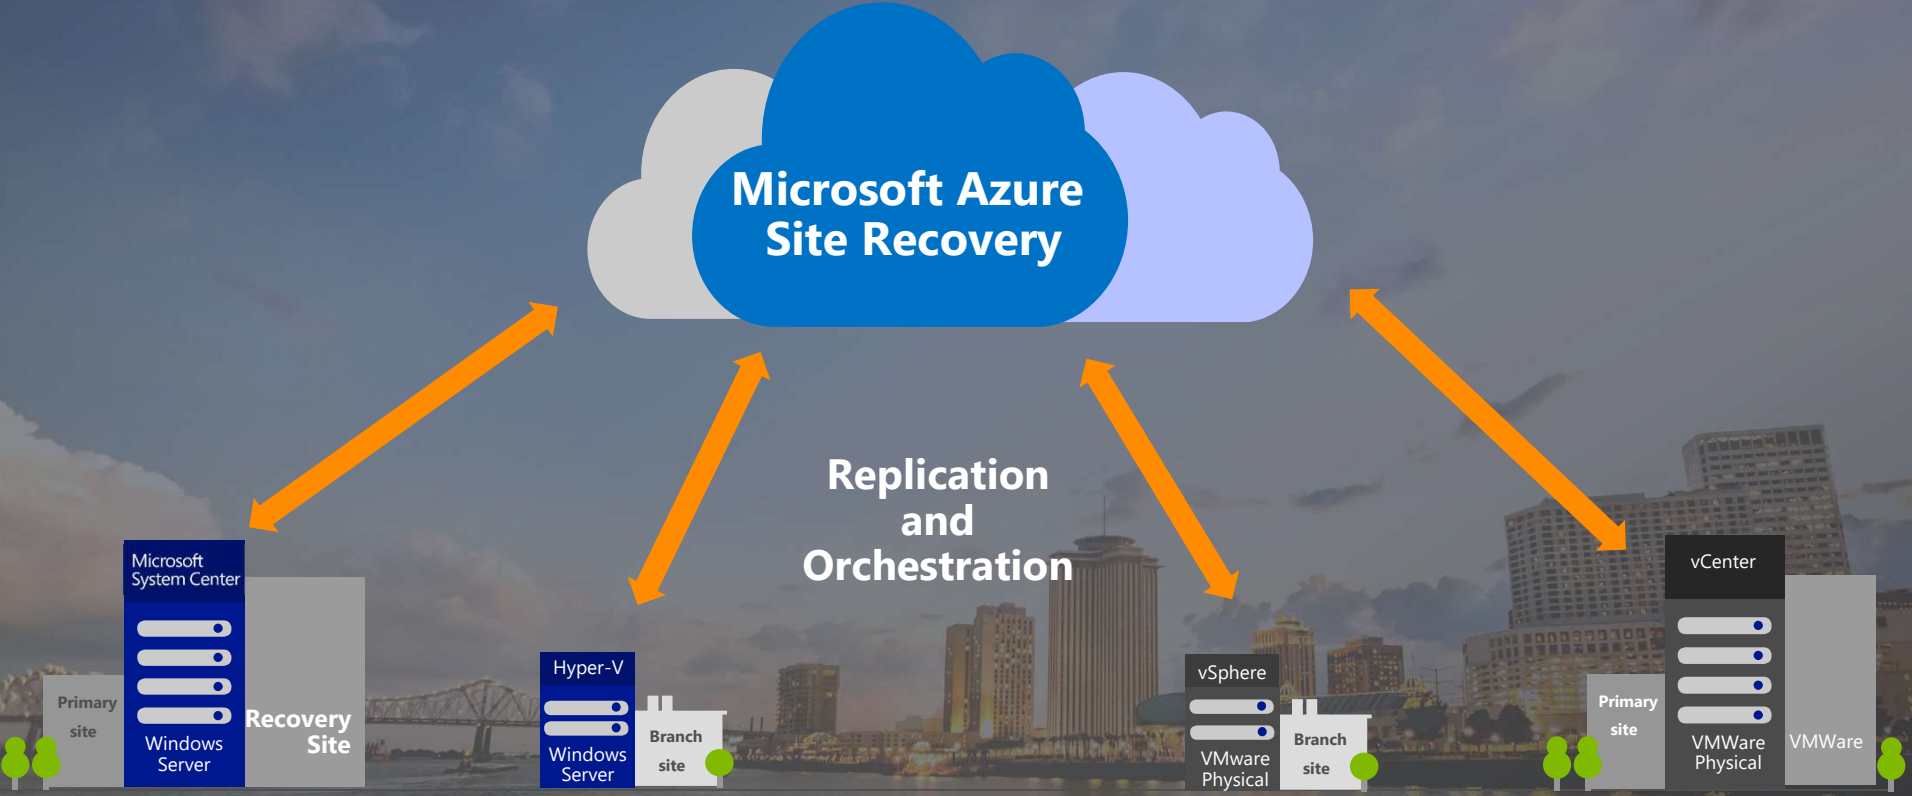 Microsoft Azure
Site Recovery
Replication
and
Orchestration
Microsoft
System Center
Primary
site
Windows
Server
Recovery
Site
Hyper-V
Windows
Server
Branch
site
vSphere
VMware
Physical
Branch
site
vCenter
Primary
site
VMWare
Physical
VMWare